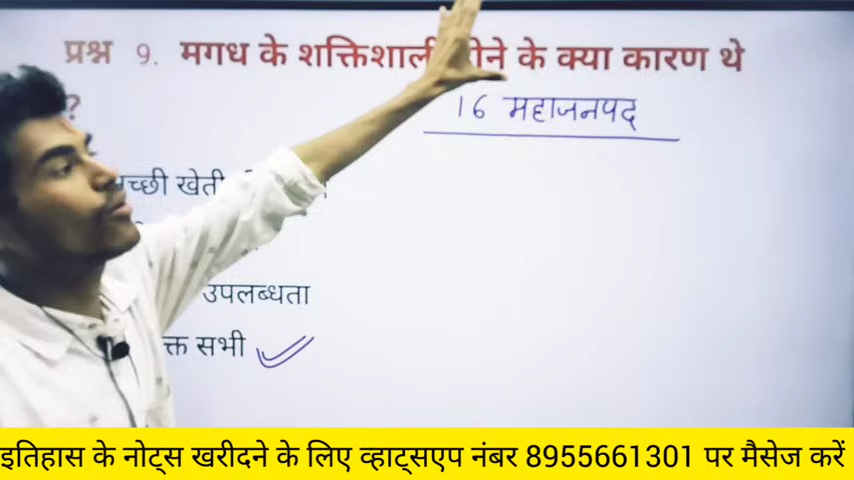 प्रश्न 9. मगध के शक्तिशाली होने के क्या कारण थे
?
16 महाजनपद
अच्छी खेती
उपलब्धता
सभी
इतिहास के नोट्स खरीदने के लिए व्हाट्सएप नंबर 8955661301 पर मैसेज करें